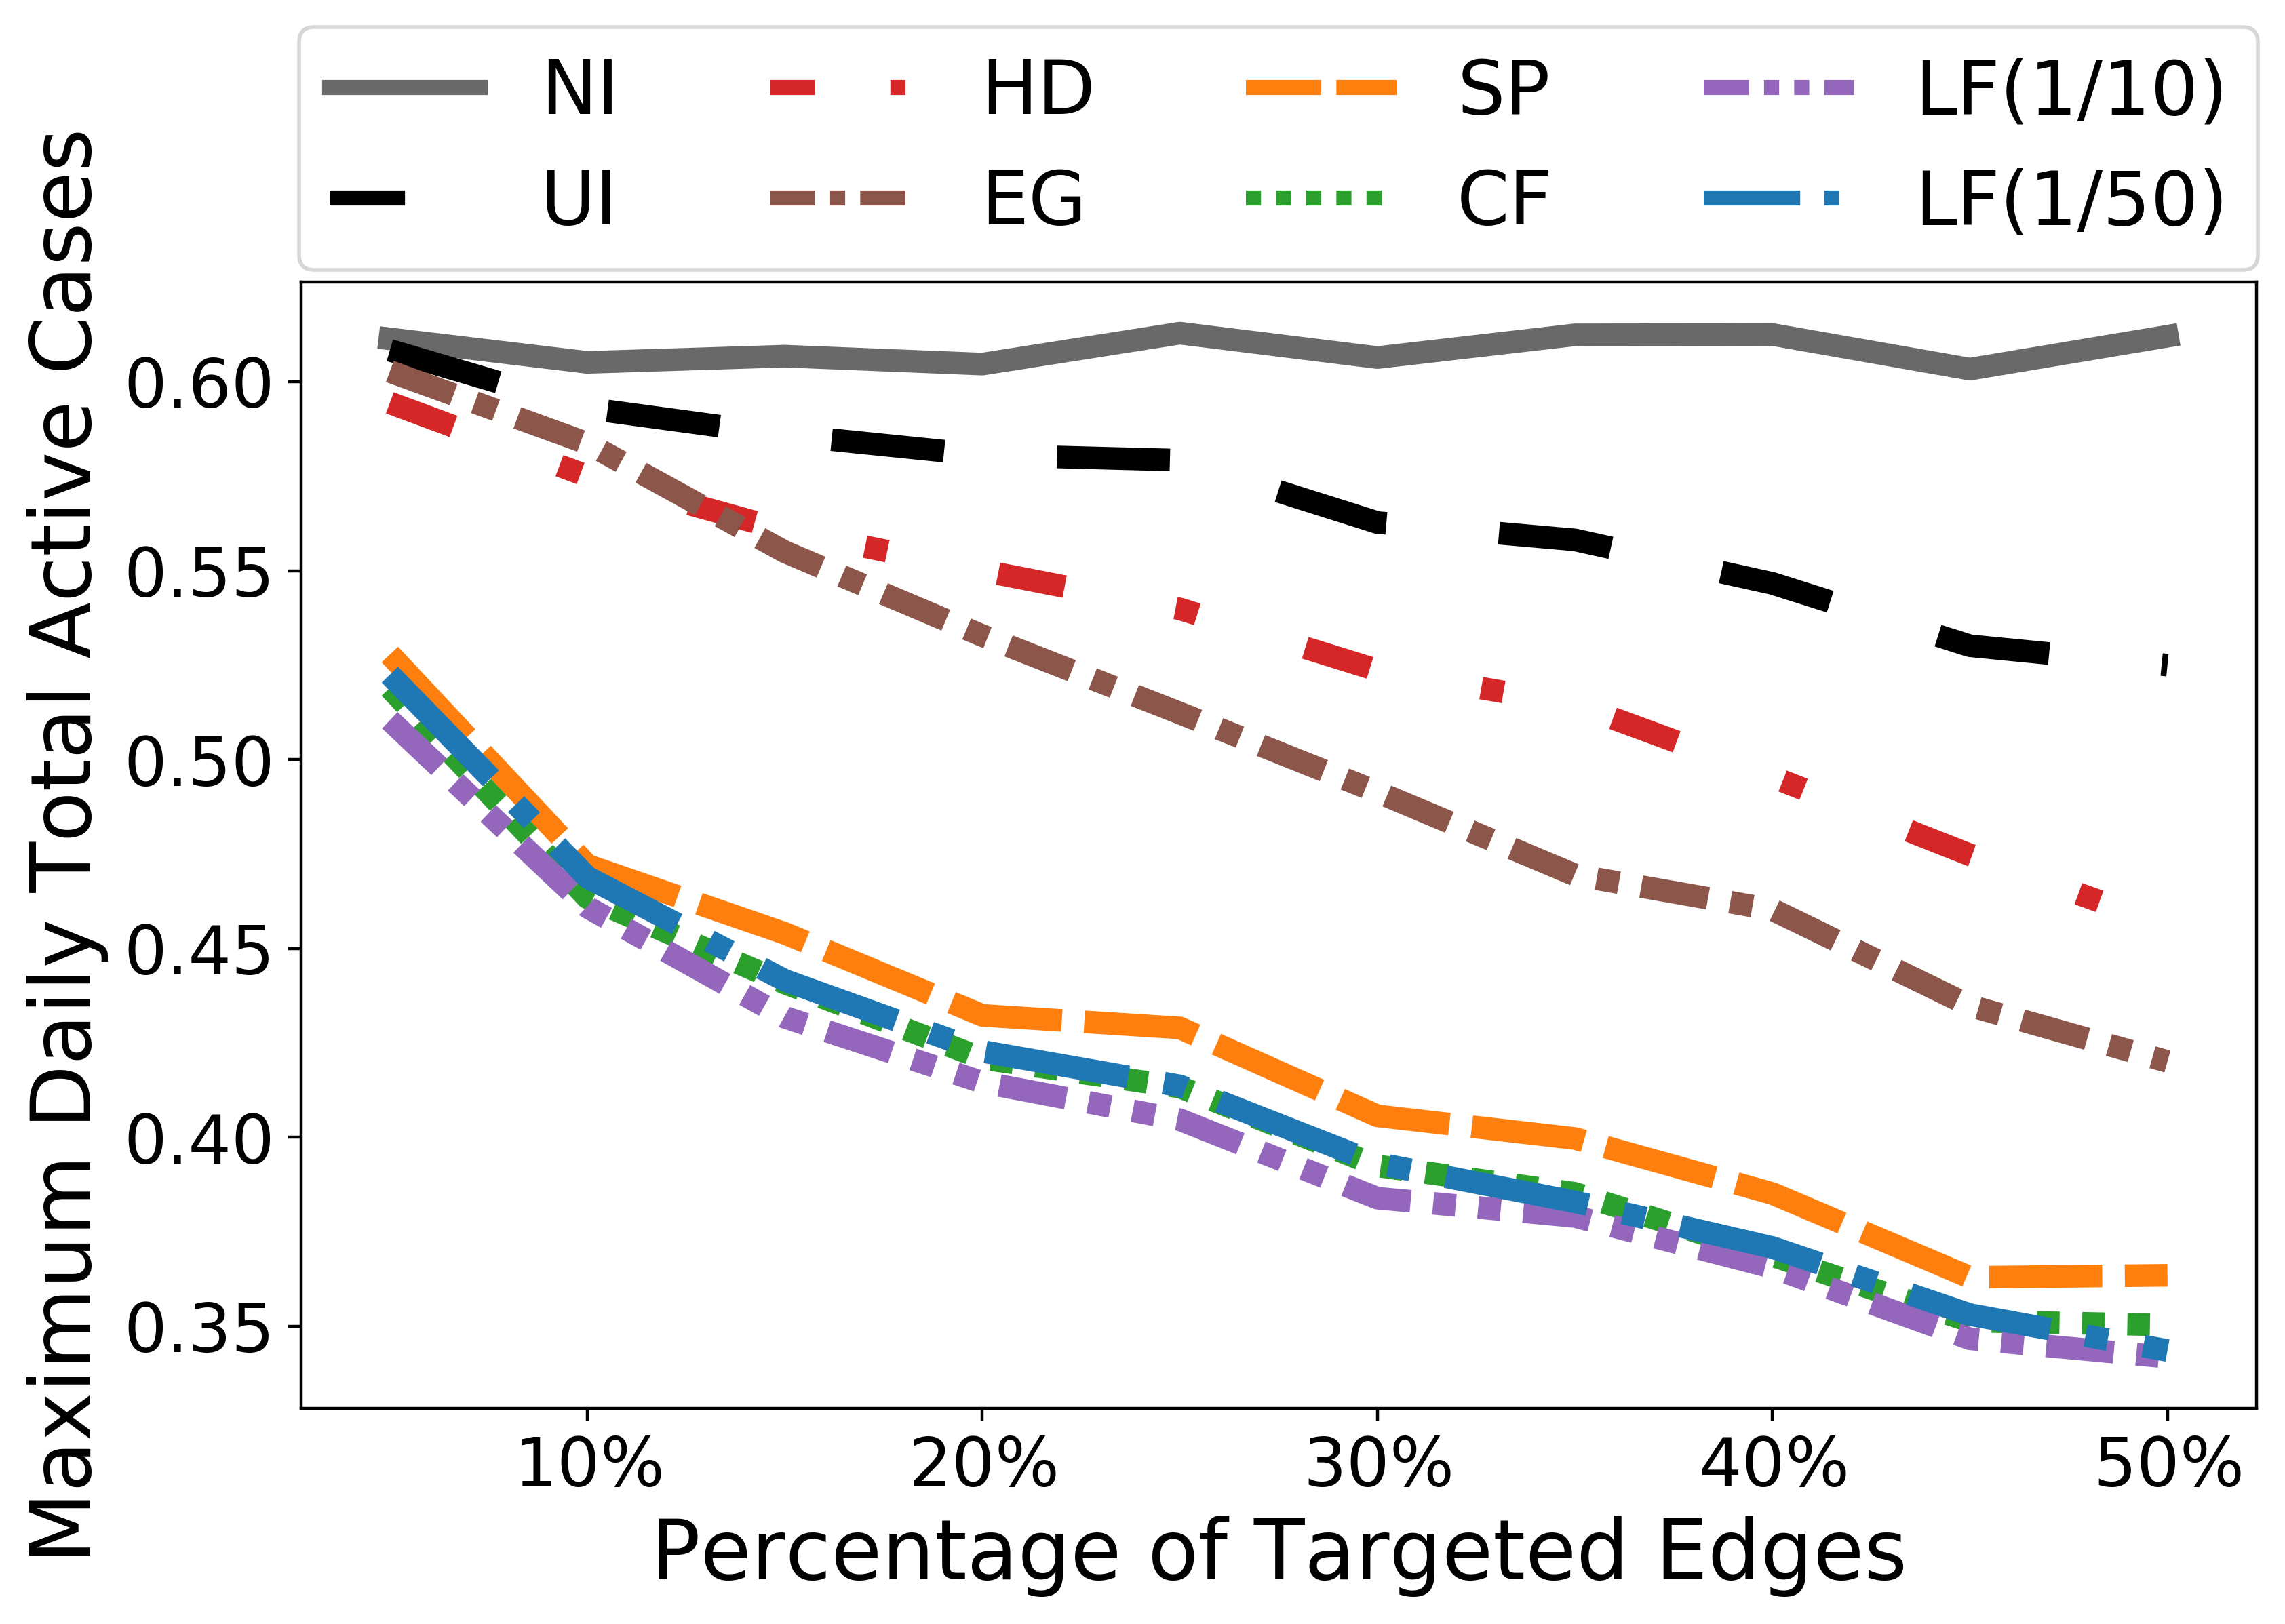 NI HD SP LF(1/10)
UI EG CF LF(1/50)
Maximum Daily Total Active Cases
0.60
0.55
0.50
0.45
0.40
0.35
10% 20% 30% 40% 50%
Percentage of Targeted Edges